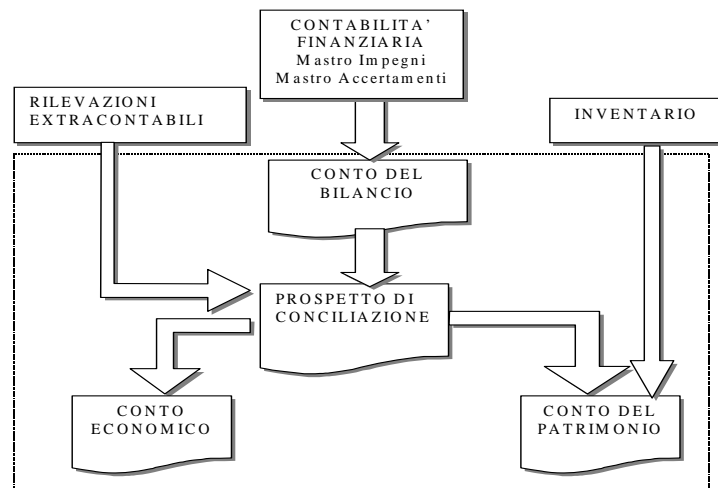 CONTABILITA'
FINANZIARIA
Mastro Impegni
Mastro Accertamenti
RILEVAZIONI
EXTRACONTABILI
INVENTARIO
CONTO DEL
BILANCIO
PROSPETTO DI
CONCILIAZIONE
CONTO
ECONOMICO
CONTO DEL
PATRIMONIO